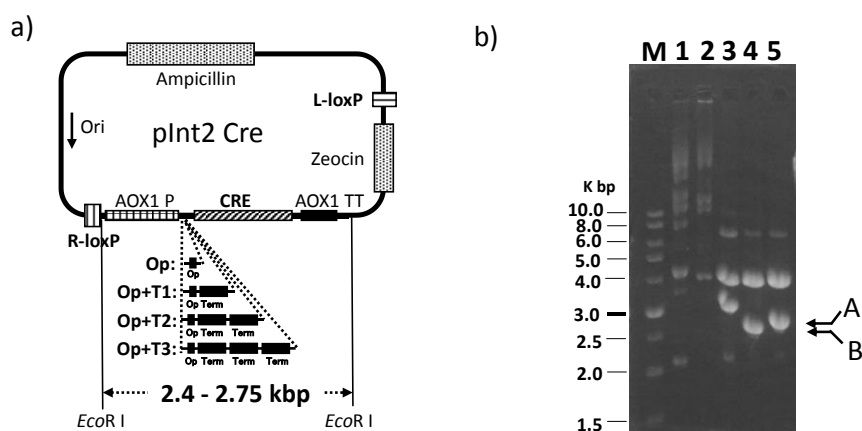 a)
Ampicillin
L-loxP
Ori
pInt2 Cre
Zeocin
AOX1 P
CRE
AOX1 TT
R-loxP
Op:
Op
Op+T1:
Op Term
Op+T2:
Op Term Term
Op+T3:
Op Term Term Term
2.4 - 2.75 kbp
EcoR I
EcoR I
b)
M 1 2 3 4 5
K bp
10.0
8.0
6.0
5.0
4.0
3.0
2.5
2.0
1.5
A
B